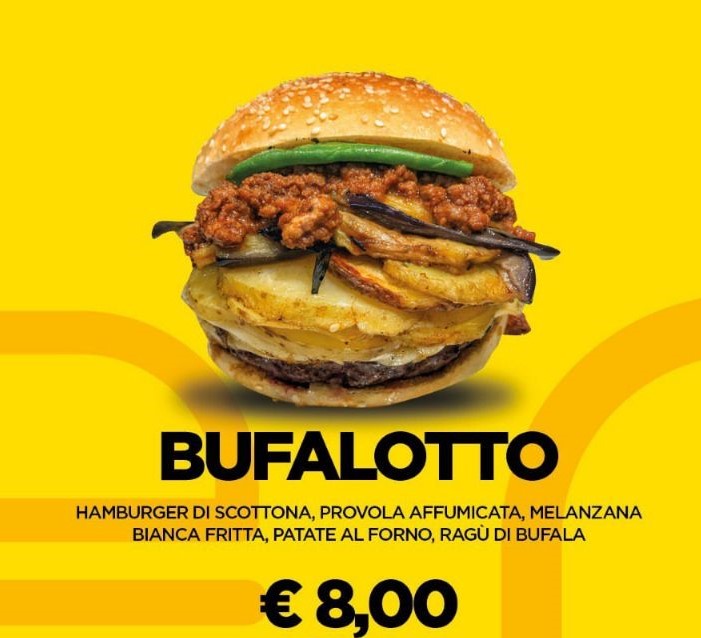 BUFALOTTO
HAMBURGER DI SCOTTONA, PROVOLA AFFUMICATA, MELANZANA
BIANCA FRITTA, PATATE AL FORNO, RAGÙ DI BUFALA
€ 8,00